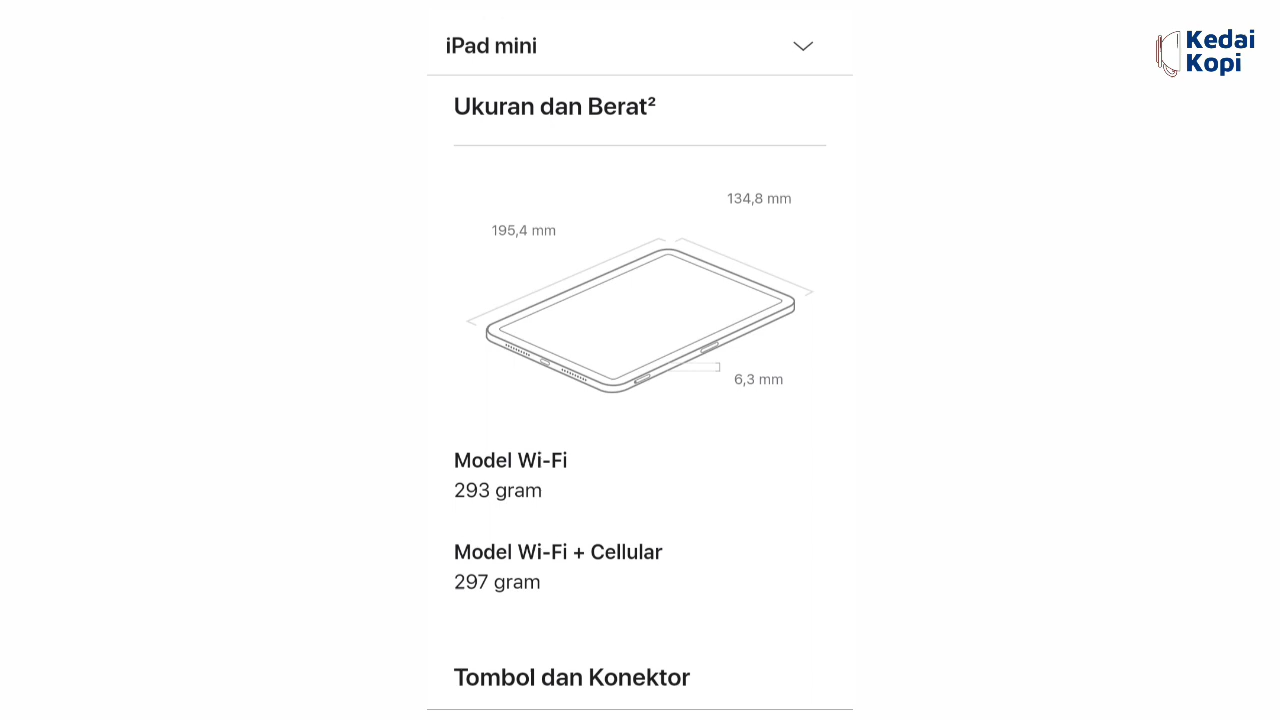 iPad mini
Kedai
Kopi
Ukuran dan Berat²
134,8 mm
195,4 mm
6,3 mm
Model Wi-Fi
293 gram
Model Wi-Fi + Cellular
297 gram
Tombol dan Konektor